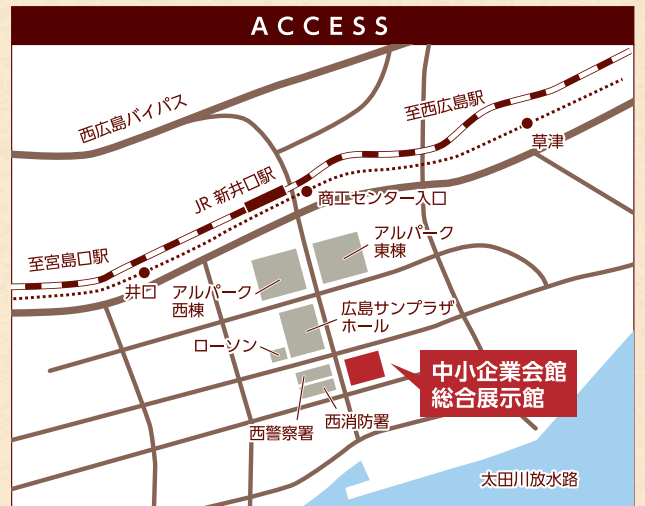 ACCESS
西広島バイパス
至西広島駅
草津
JR 新井口駅
商工センター入口
至宮島口駅
井口
アルパーク
東棟
アルパーク
西棟
広島サンプラザ
ホール
ローソン
中小企業会館
総合展示館
西消防署
西警察署
太田川放水路